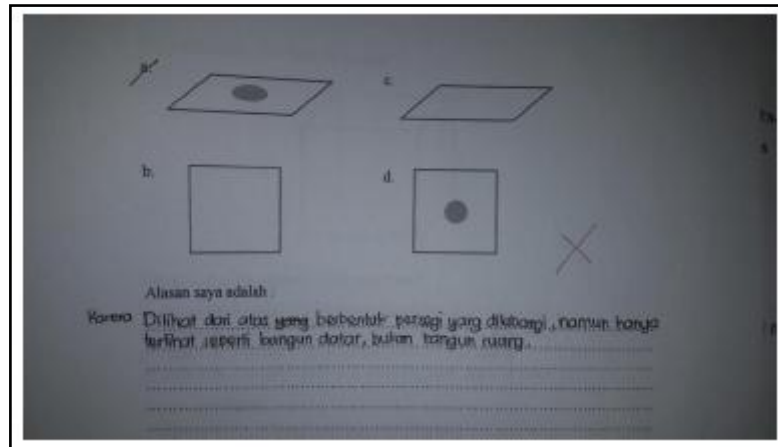 a.
c.
b.
d.
Alasan saya adalah :
Karena Dilihat dari atas yang berbentuk persegi yang dilubangi, namun hanya
terlihat seperti bangun datar, bukan bangun ruang.